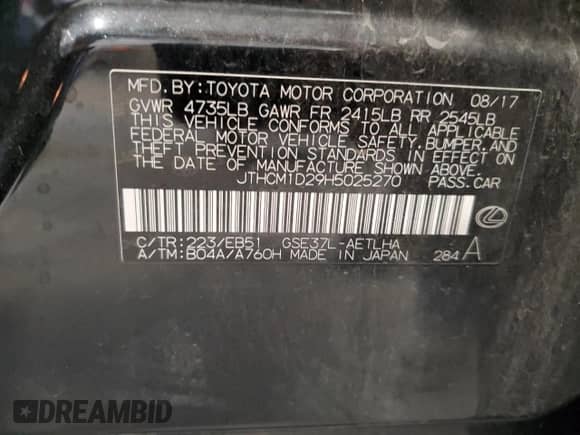 MFD. BY: TOYOTA MOTOR CORPORATION 08/17
GVWR 4735LB GAWR FR 2415LB RR 2545LB
THIS VEHICLE CONFORMS TO ALL APPLICABLE
FEDERAL MOTOR VEHICLE SAFETY, BUMPER, AND
THEFT PREVENTION STANDARDS IN EFFECT ON
THE DATE OF MANUFACTURE SHOWN ABOVE.
JTHCM1D29H5025270 PASS. CAR
C/TR: 223/EB51 GSE37L-AETLHA
A/TM: B04A/A760H MADE IN JAPAN 284 A
DREAMBID